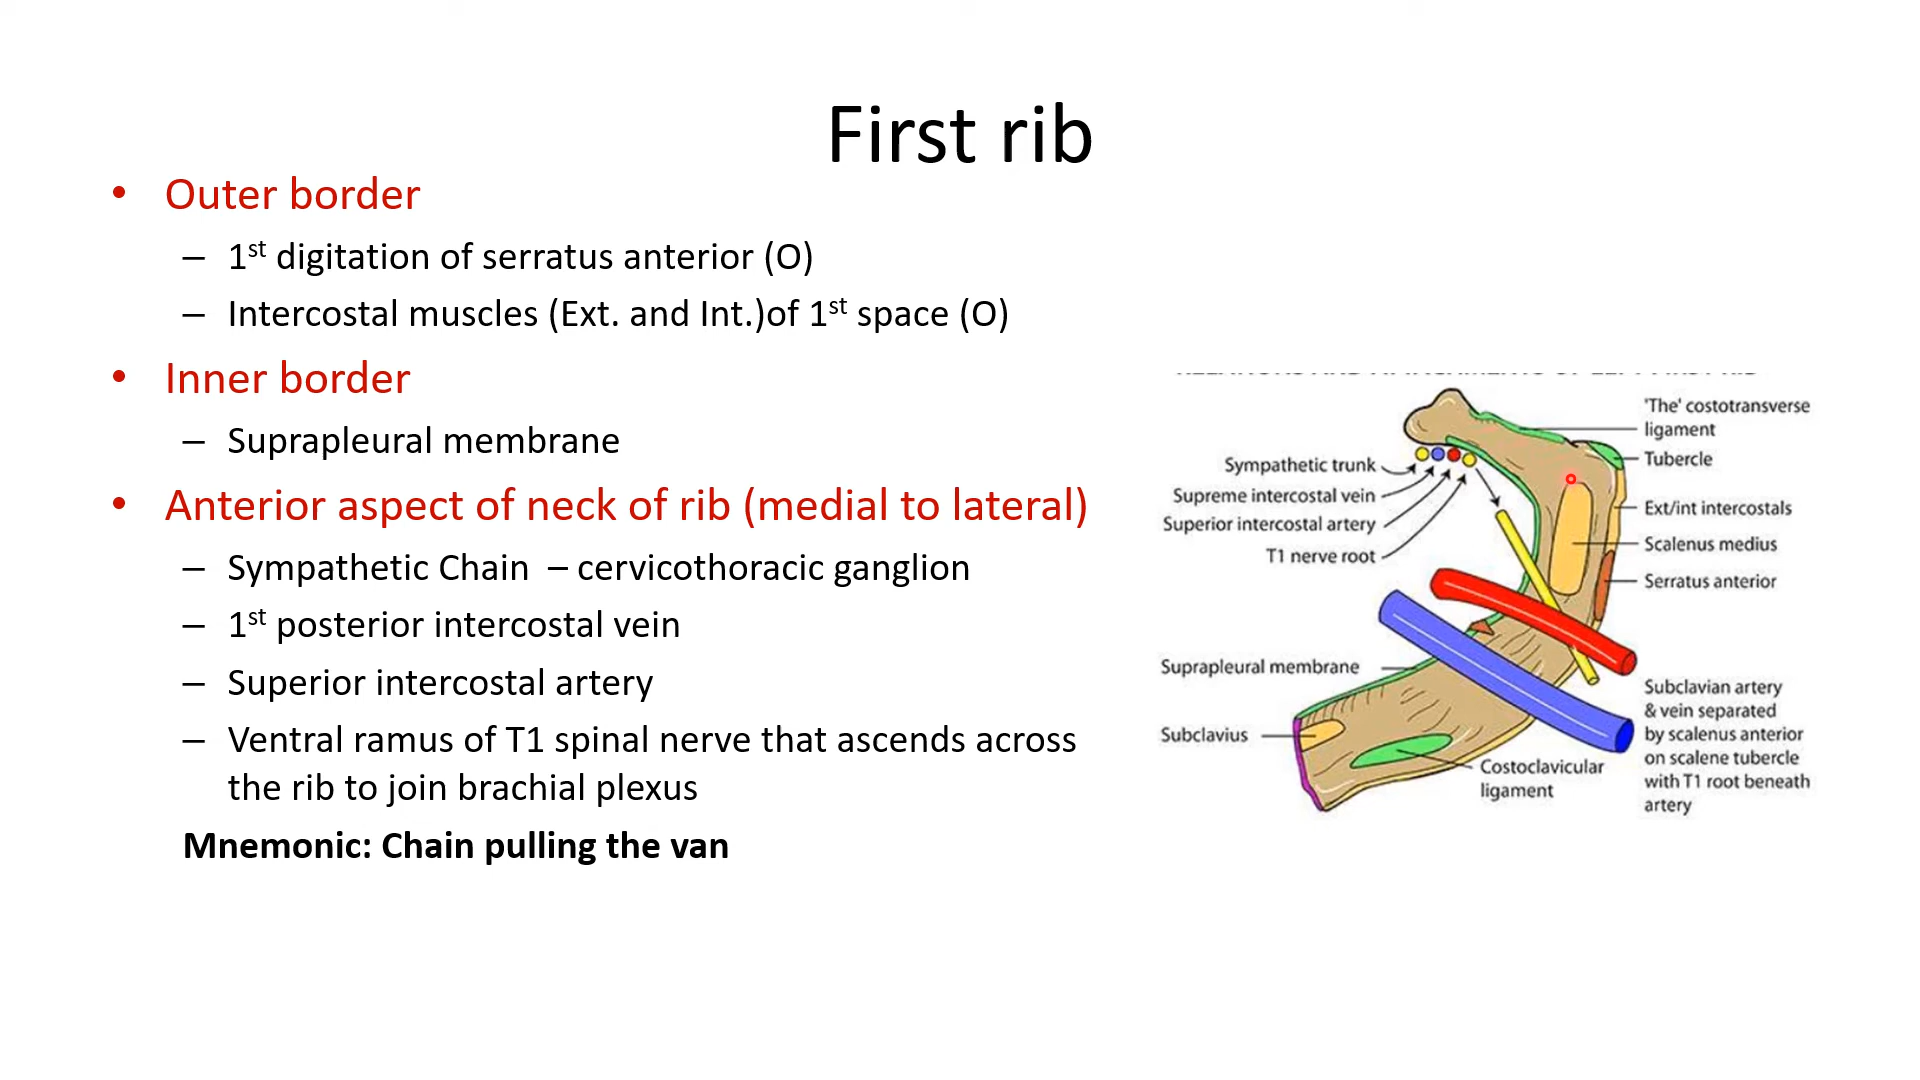 First rib
• Outer border
– 1st digitation of serratus anterior (O)
– Intercostal muscles (Ext. and Int.)of 1st space (O)
• Inner border
– Suprapleural membrane
• Anterior aspect of neck of rib (medial to lateral)
– Sympathetic Chain – cervicothoracic ganglion
– 1st posterior intercostal vein
– Superior intercostal artery
– Ventral ramus of T1 spinal nerve that ascends across
the rib to join brachial plexus
Mnemonic: Chain pulling the van
'The' costotransverse
ligament
Tubercle
Sympathetic trunk
Supreme intercostal vein
Superior intercostal artery
T1 nerve root
Ext/int intercostals
Scalenus medius
Serratus anterior
Suprapleural membrane
Subclavius
Costoclavicular
ligament
Subclavian artery
& vein separated
by scalenus anterior
on scalene tubercle
with T1 root beneath
artery